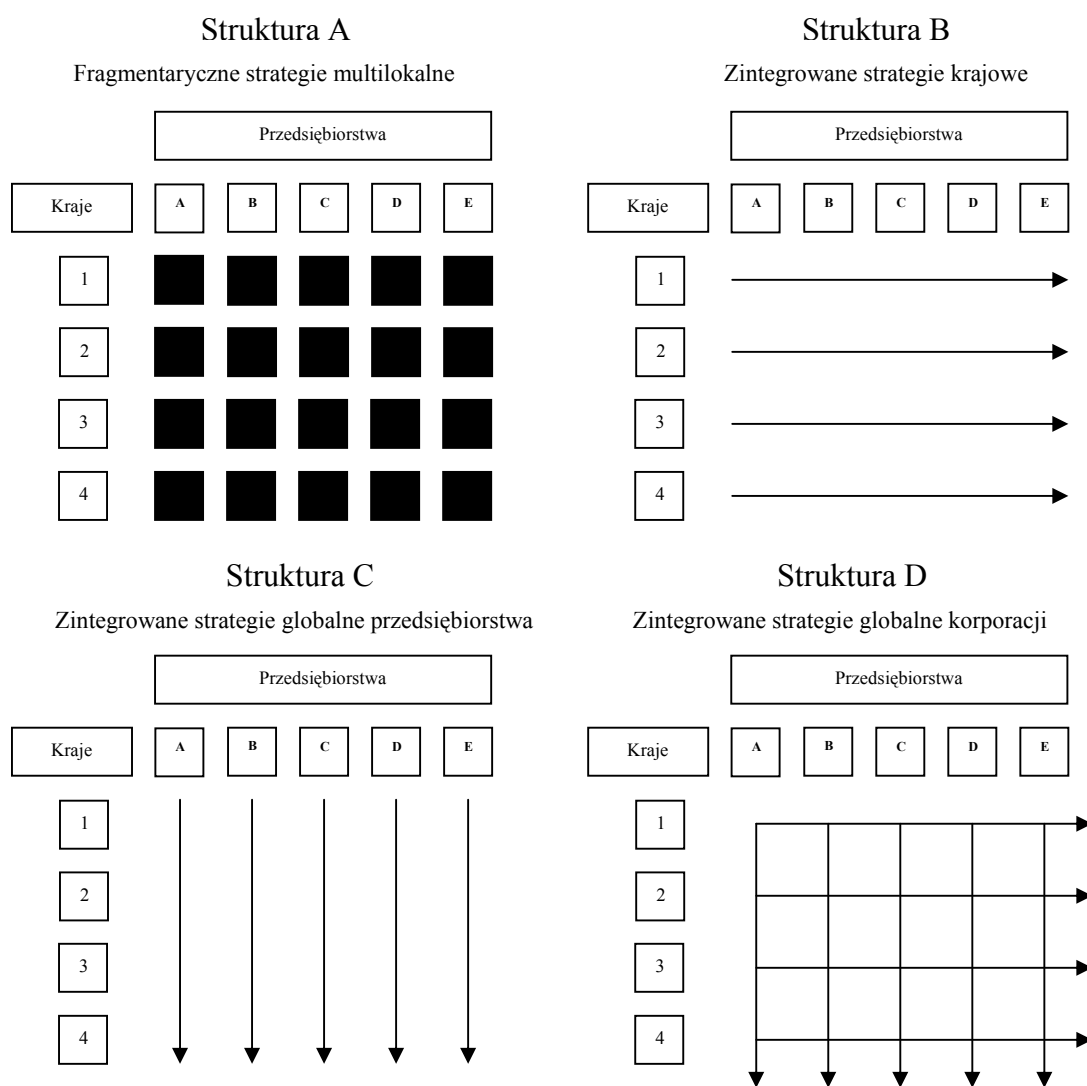 Struktura A
Fragmentaryczne strategie multilokalne
Przedsiębiorstwa
Kraje A B C D E
1
2
3
4
Struktura B
Zintegrowane strategie krajowe
Przedsiębiorstwa
Kraje A B C D E
1
2
3
4
Struktura C
Zintegrowane strategie globalne przedsiębiorstwa
Przedsiębiorstwa
Kraje A B C D E
1
2
3
4
Struktura D
Zintegrowane strategie globalne korporacji
Przedsiębiorstwa
Kraje A B C D E
1
2
3
4